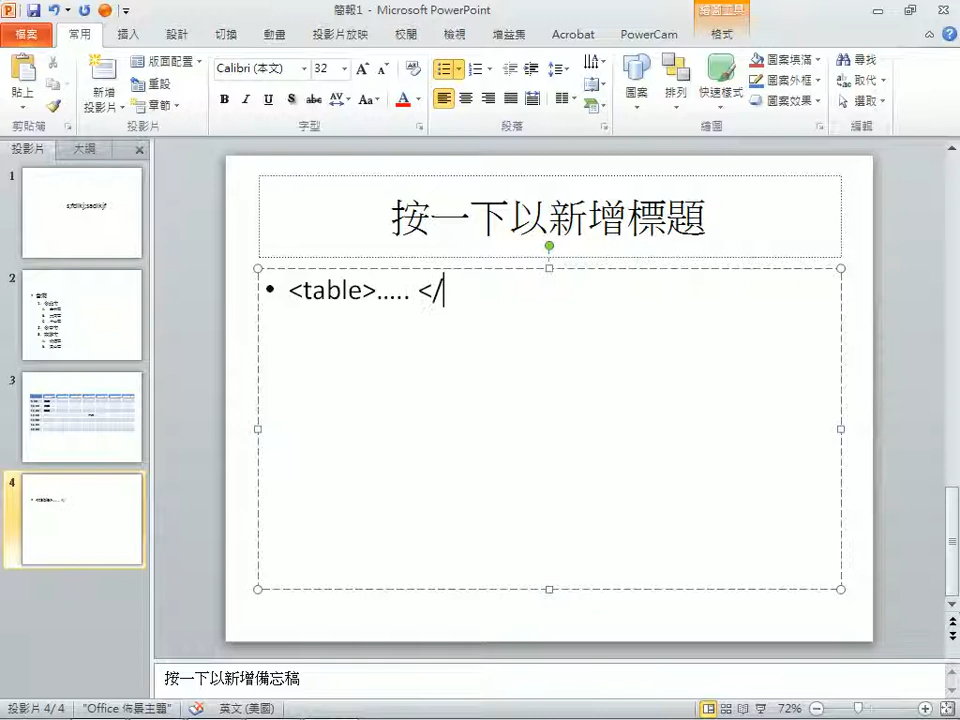 簡報1 - Microsoft PowerPoint
繪圖工具
檔案
常用
插入
設計
切換
動畫
投影片放映
校閱
檢視
增益集
Acrobat
PowerCam
格式
貼上
剪貼簿
新增
投影片
版面配置
重設
章節
投影片
Calibri (本文)
32
B I U S abc AV Aa A
字型
段落
圖案
排列
快速樣式
圖案填滿
圖案外框
圖案效果
繪圖
尋找
取代
選取
編輯
投影片
大綱
1
2
3
4
按一下以新增標題
• <table>..... </
按一下以新增備忘稿
投影片 4/4
"Office 佈景主題"
英文 (美國)
72%